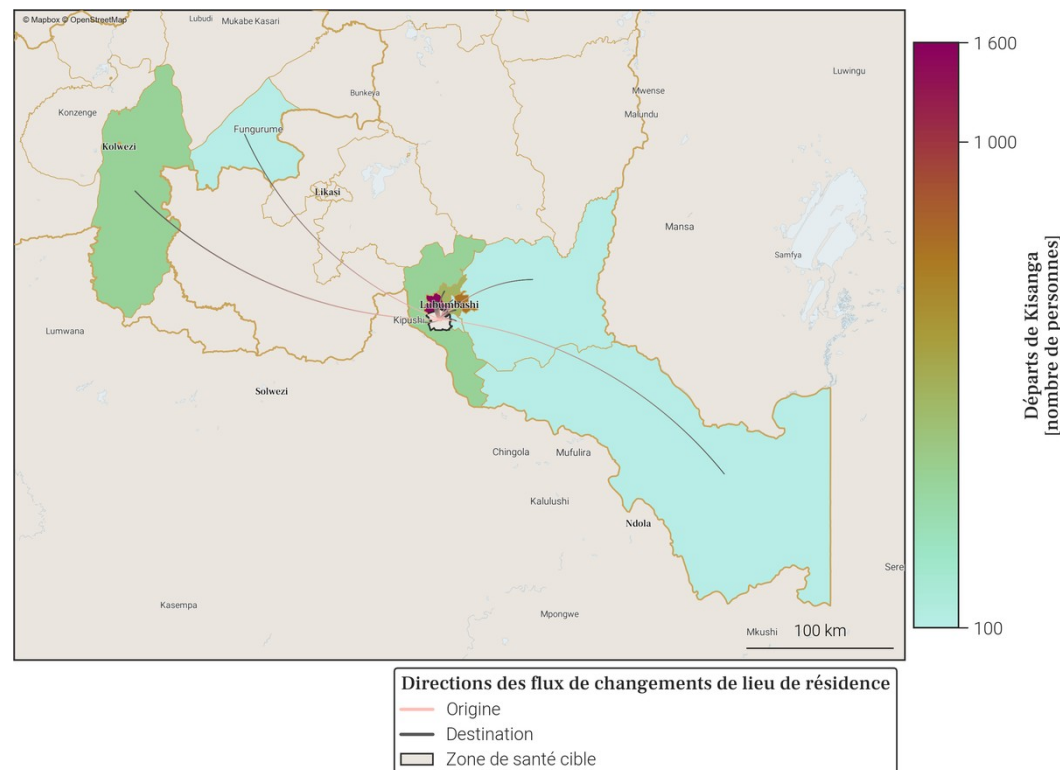 © Mapbox © OpenStreetMap
Lubudi
Mukabe Kasari
Luwingu
Bunkeya
Mwense
Konzenge
Malundu
Fungurume
Kolwezi
Likasi
Mansa
Samfya
Lubumbashi
Kipushi
Lumwana
Solwezi
Chingola
Mufulira
Kalulushi
Ndola
Sere
Kasempa
Mpongwe
Mkushi
100 km
1 600
1 000
100
Départs de Kisanga
[nombre de personnes]
Directions des flux de changements de lieu de résidence
Origine
Destination
Zone de santé cible